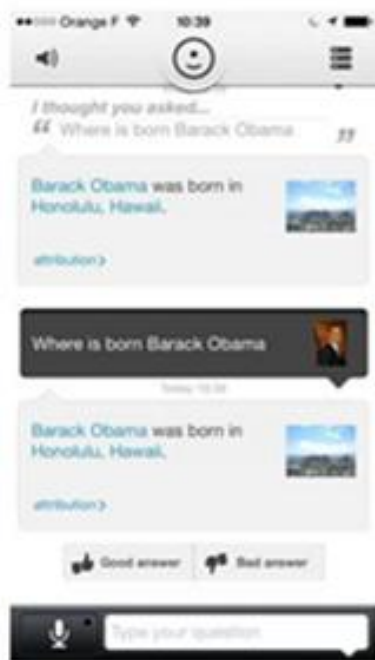 Orange F 10:39
I thought you asked...
“ Where is born Barack Obama ”
Barack Obama was born in
Honolulu, Hawaii.
attribution >
Where is born Barack Obama
Today
Barack Obama was born in
Honolulu, Hawaii.
attribution >
Good answer Bad answer
Type your question